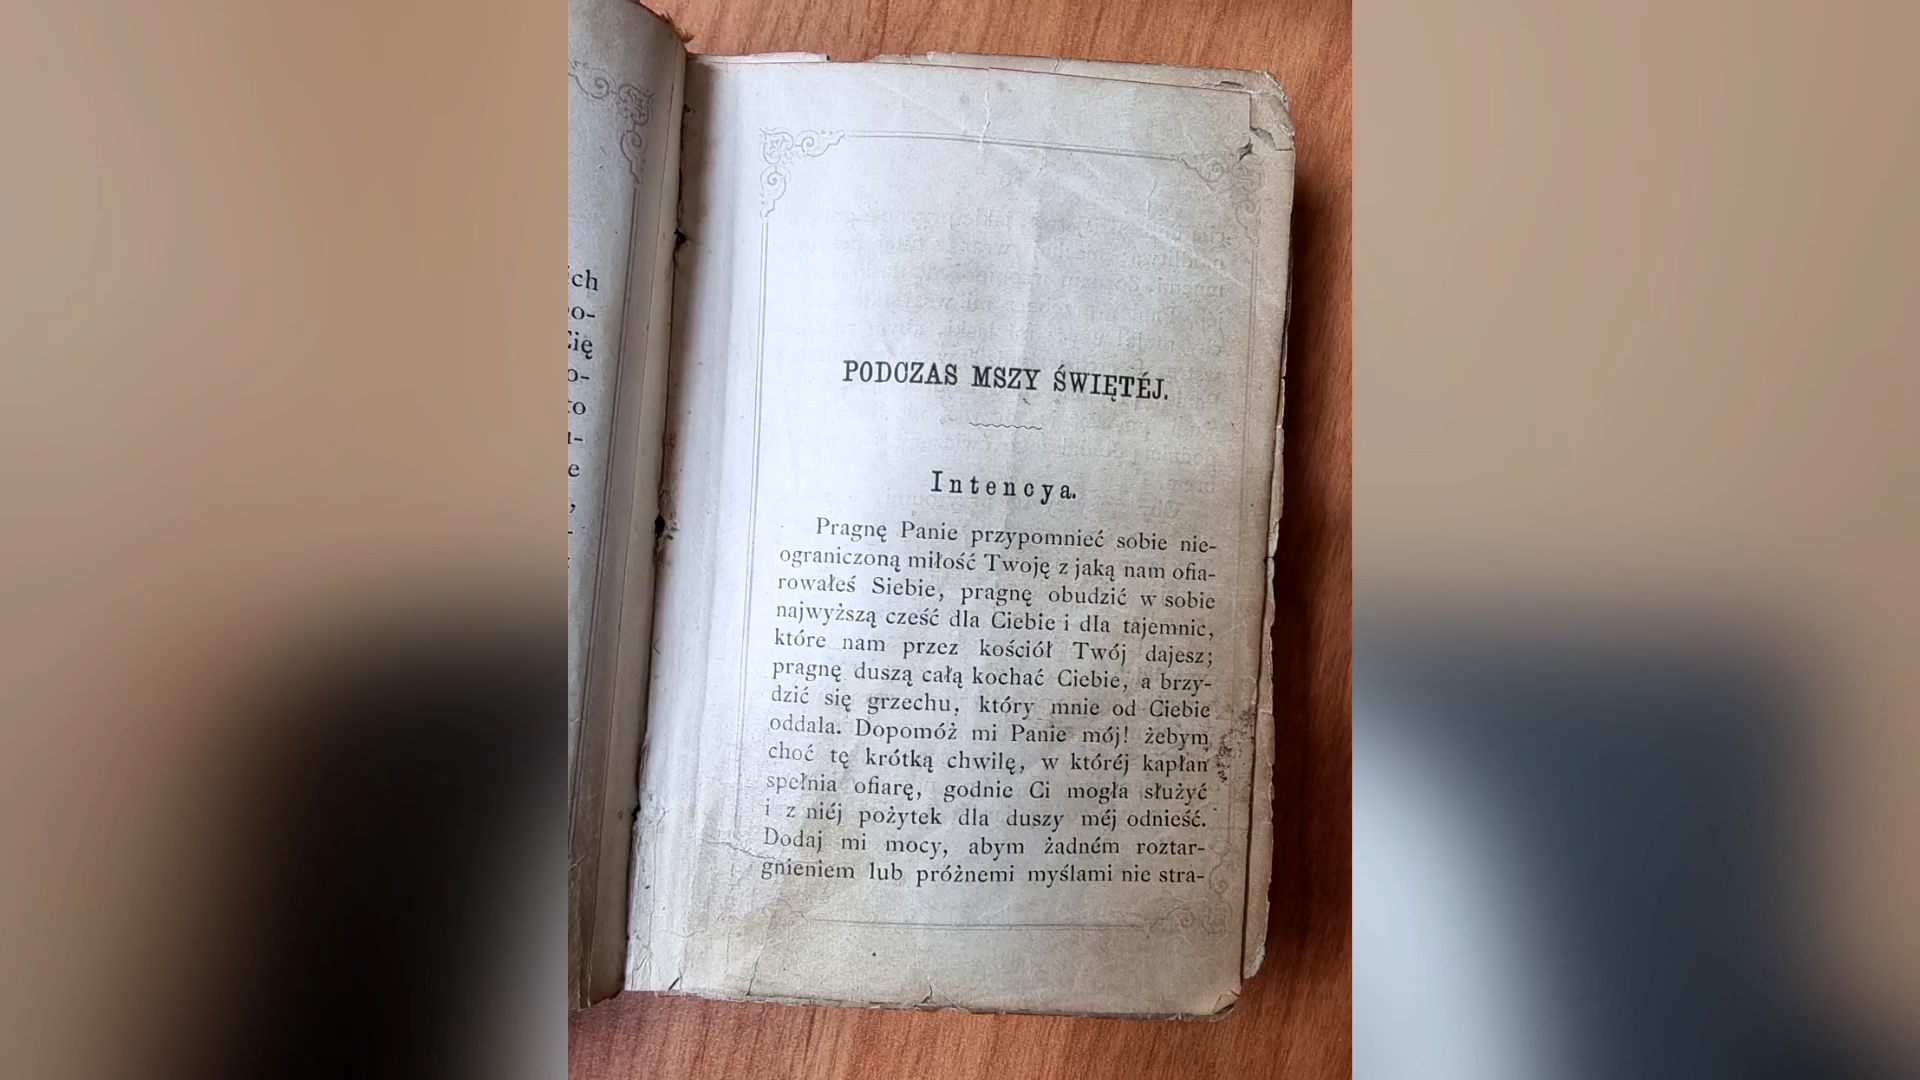 ich
Cię
to
PODCZAS MSZY ŚWIĘTÉJ.
Intencya.
Pragnę Panie przypomnieć sobie nie-
ograniczoną miłość Twoję z jaką nam ofia-
rowałeś Siebie, pragnę obudzić w sobie
najwyższą cześć dla Ciebie i dla tajemnic,
które nam przez kościół Twój dajesz;
pragnę duszą całą kochać Ciebie, a brzy-
dzić się grzechu, który mnie od Ciebie
oddala. Dopomóż mi Panie mój! żebym
choć tę krótką chwilę, w któréj kapłan
spełnia ofiarę, godnie Ci mogła służyć
i z niéj pożytek dla duszy méj odnieść.
Dodaj mi mocy, abym żadném roztar-
gnieniem lub próżnemi myślami nie stra-